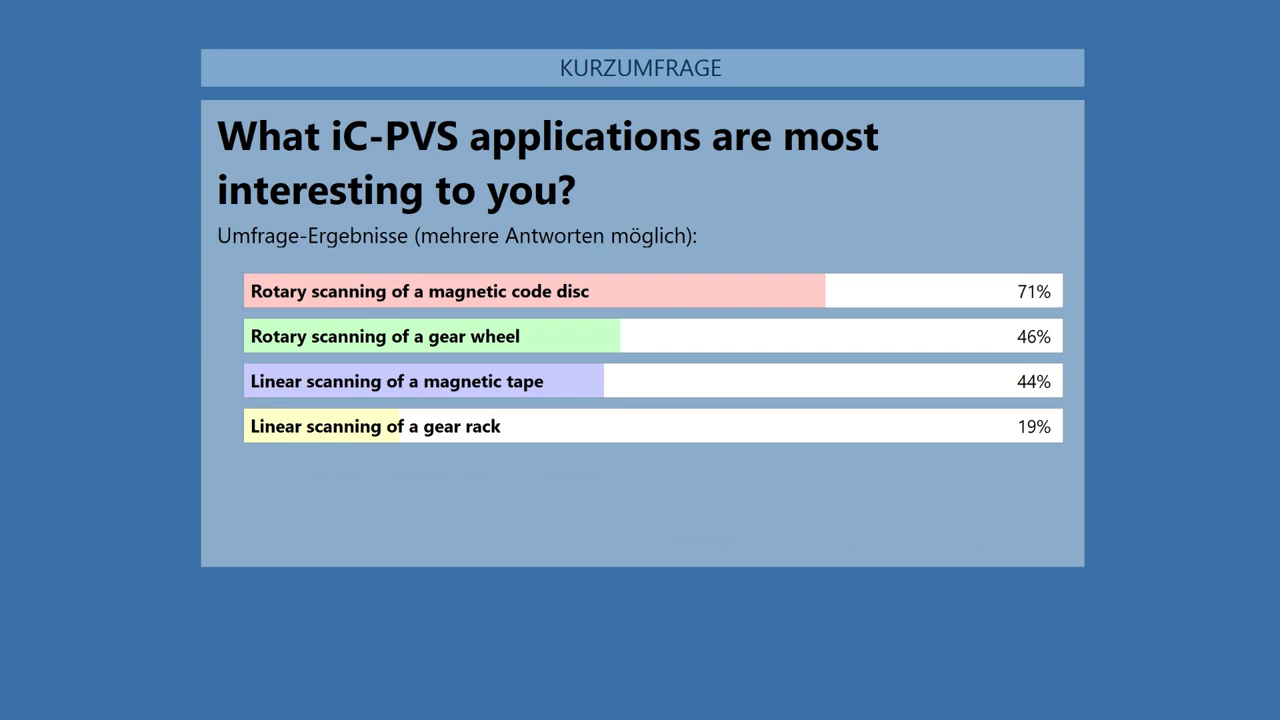 KURZUMFRAGE
What iC-PVS applications are most
interesting to you?
Umfrage-Ergebnisse (mehrere Antworten möglich):
Rotary scanning of a magnetic code disc 71%
Rotary scanning of a gear wheel 46%
Linear scanning of a magnetic tape 44%
Linear scanning of a gear rack 19%